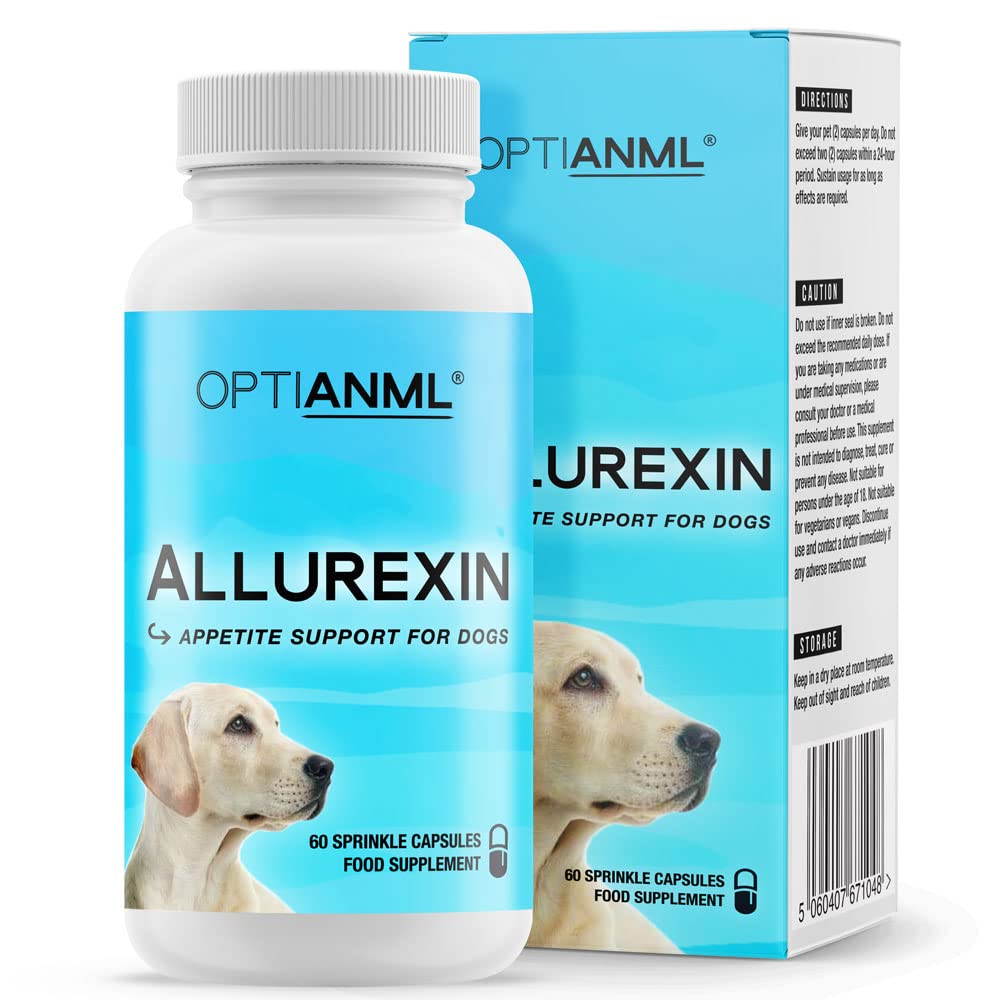 OPTIANML®
ALLUREXIN
APPETITE SUPPORT FOR DOGS
60 SPRINKLE CAPSULES
FOOD SUPPLEMENT
OPTIANML®
LUREXIN
TE SUPPORT FOR DOGS
60 SPRINKLE CAPSULES
FOOD SUPPLEMENT
DIRECTIONS
Give your pet (2) capsules per day. Do not
exceed two (2) capsules within a 24-hour
period. Sustain usage for as long as
effects are required.
CAUTION
Do not use if inner seal is broken. Do not
exceed the recommended daily dose. If
you are taking any medications or are
under medical supervision, please
consult your doctor or a medical
professional before use. This supplement
is not intended to diagnose, treat, cure or
prevent any disease. Not suitable for
persons under the age of 18. Not suitable
for vegetarians or vegans. Discontinue
use and contact a doctor immediately if
any adverse reactions occur.
STORAGE
Keep in a dry place at room temperature.
Keep out of sight and reach of children.
5 060407 671048 >